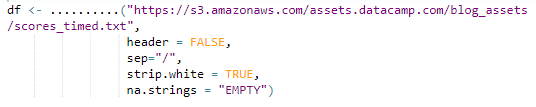 df <- ..........("https://s3.amazonaws.com/assets.datacamp.com/blog_assets
/scores_timed.txt",
header = FALSE,
sep="/",
strip.white = TRUE,
na.strings = "EMPTY")